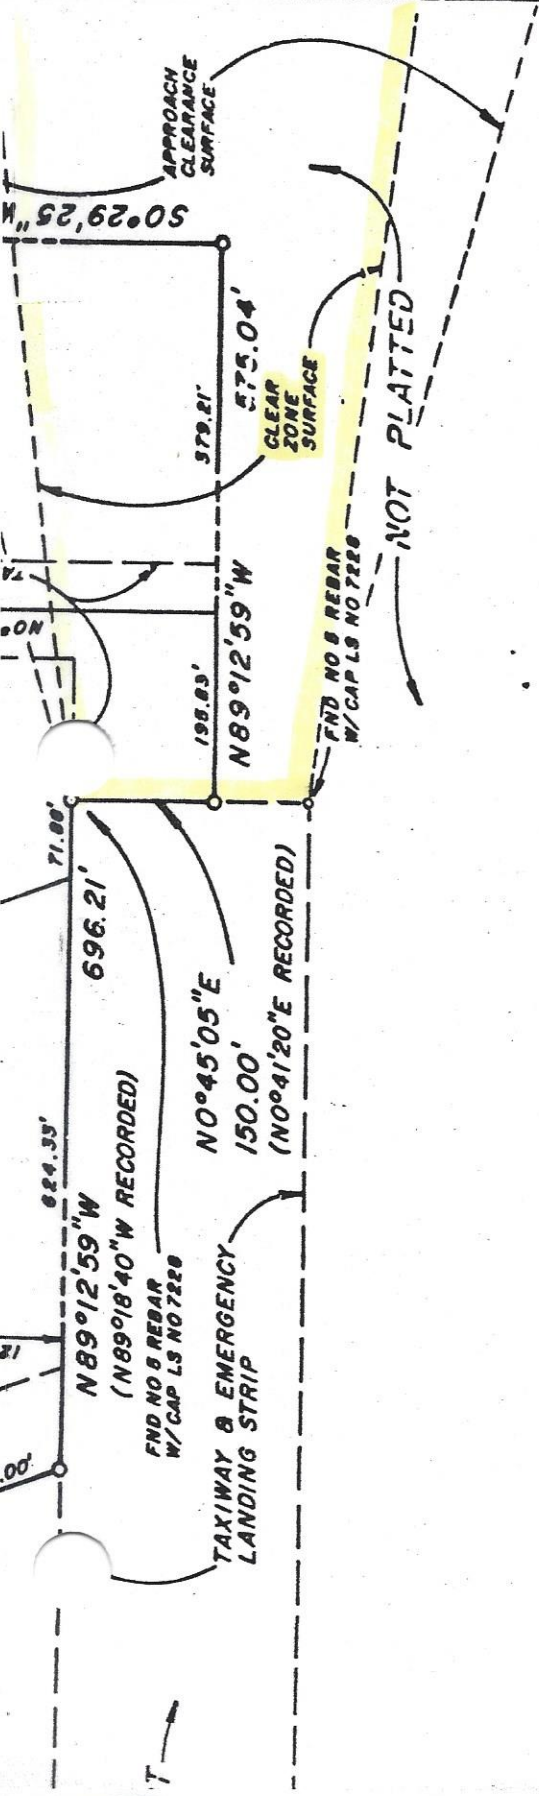 APPROACH
CLEARANCE
SURFACE
S0°29'25"W
379.21'
575.04'
CLEAR
ZONE
SURFACE
NOT PLATTED
195.83'
N89°12'59"W
FND NO 5 REBAR
W/CAP LS NO 7228
71.88'
696.21'
624.33'
N89°12'59"W
(N89°18'40"W RECORDED)
FND NO 5 REBAR
W/CAP LS NO 7228
N0°45'05"E
150.00'
(N0°41'20"E RECORDED)
TAXIWAY & EMERGENCY
LANDING STRIP
.00'
T